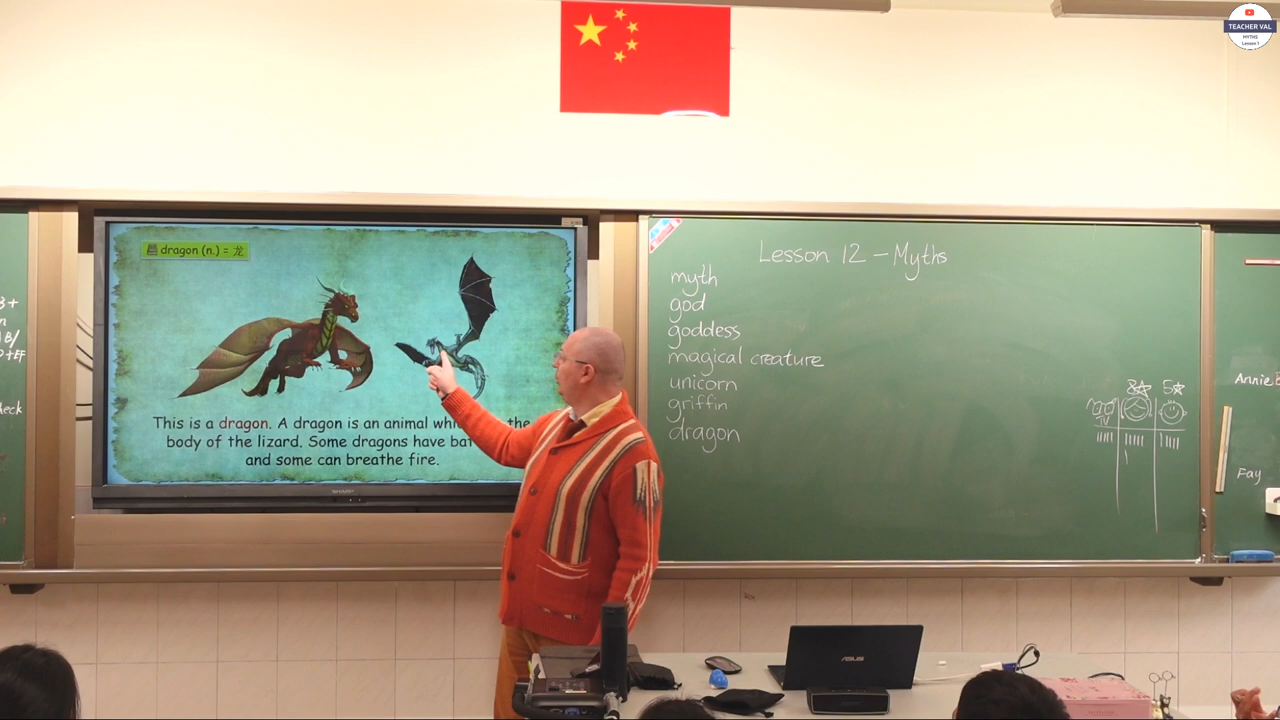 TEACHER VAL
MYTHS
Lesson 1
dragon (n.) = 龙
This is a dragon. A dragon is an animal the
body of the lizard. Some dragons have
and some can breathe fire.
SHARP
Lesson 12 – Myths
myth
god
goddess
magical creature
unicorn
griffin
dragon
8☆ 5☆
Annie
Fay
ASUS